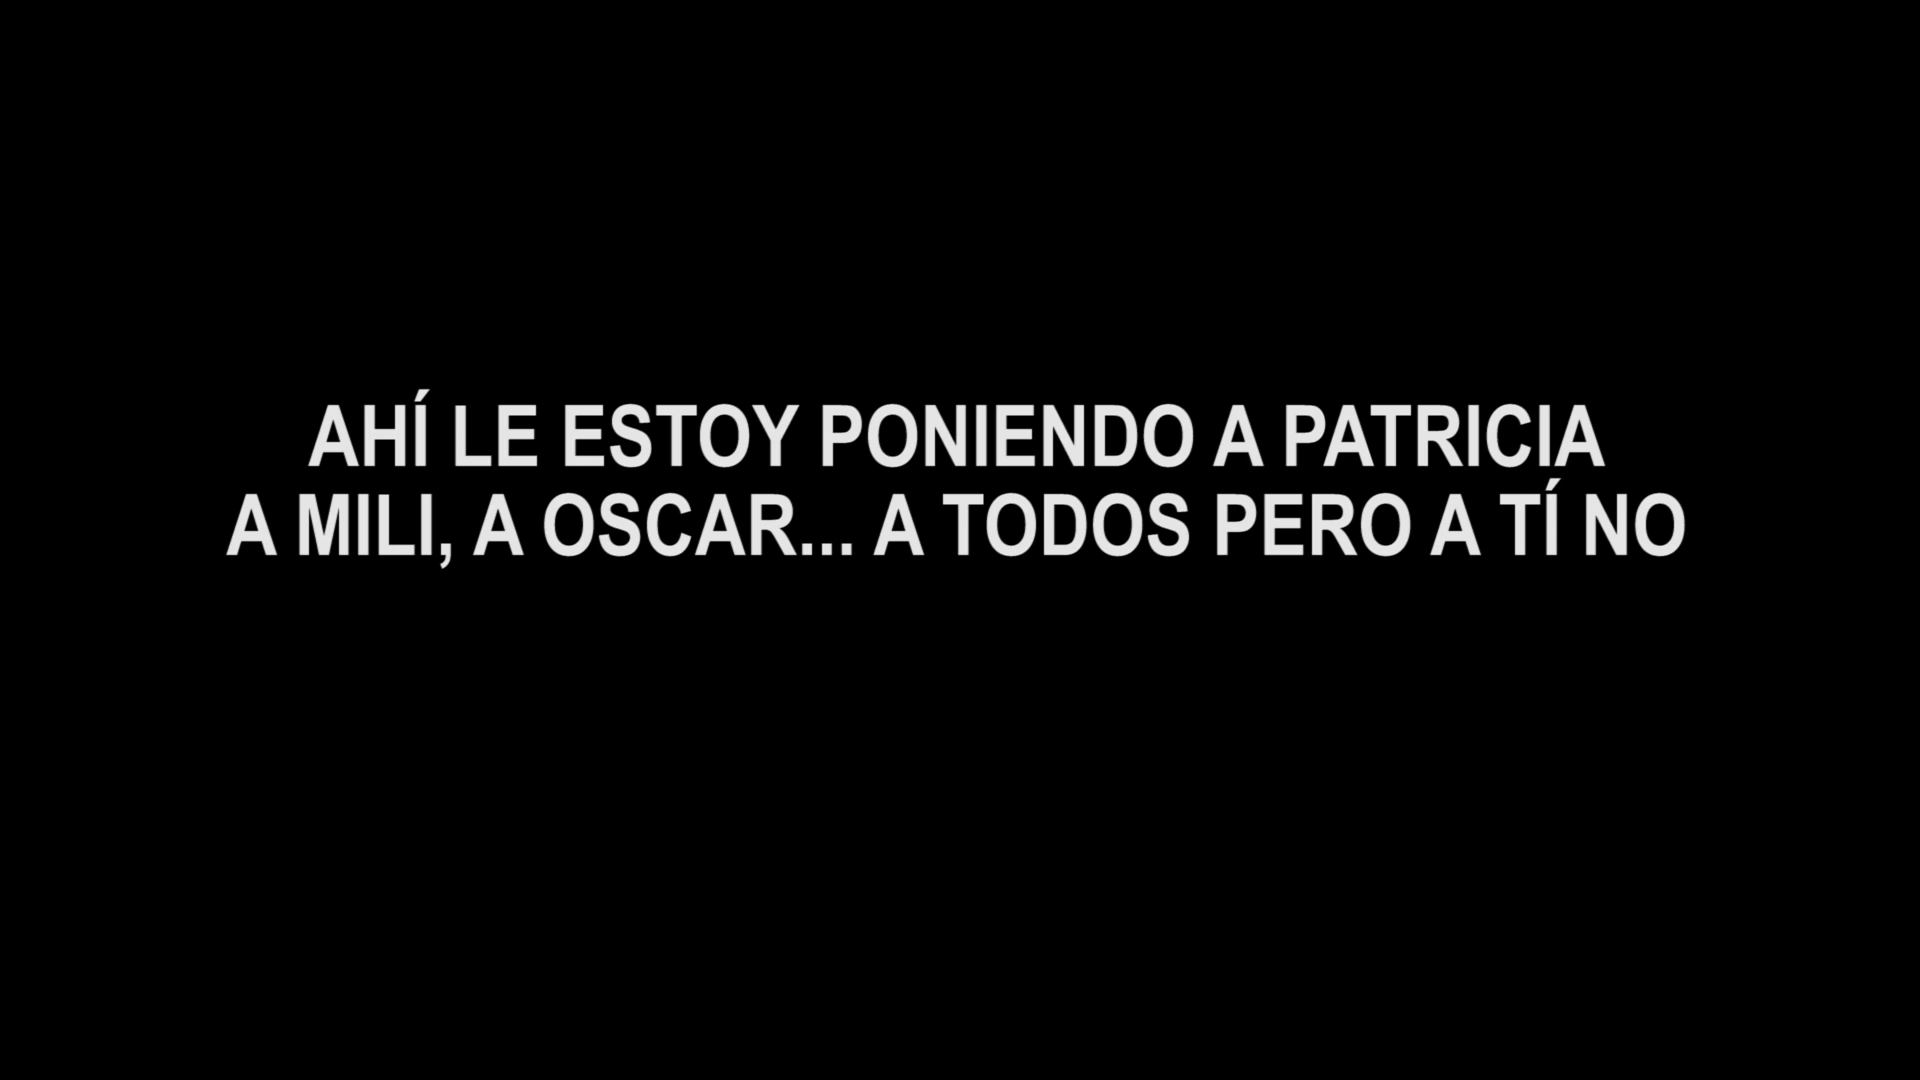 AHÍ LE ESTOY PONIENDO A PATRICIA
A MILI, A OSCAR... A TODOS PERO A TÍ NO